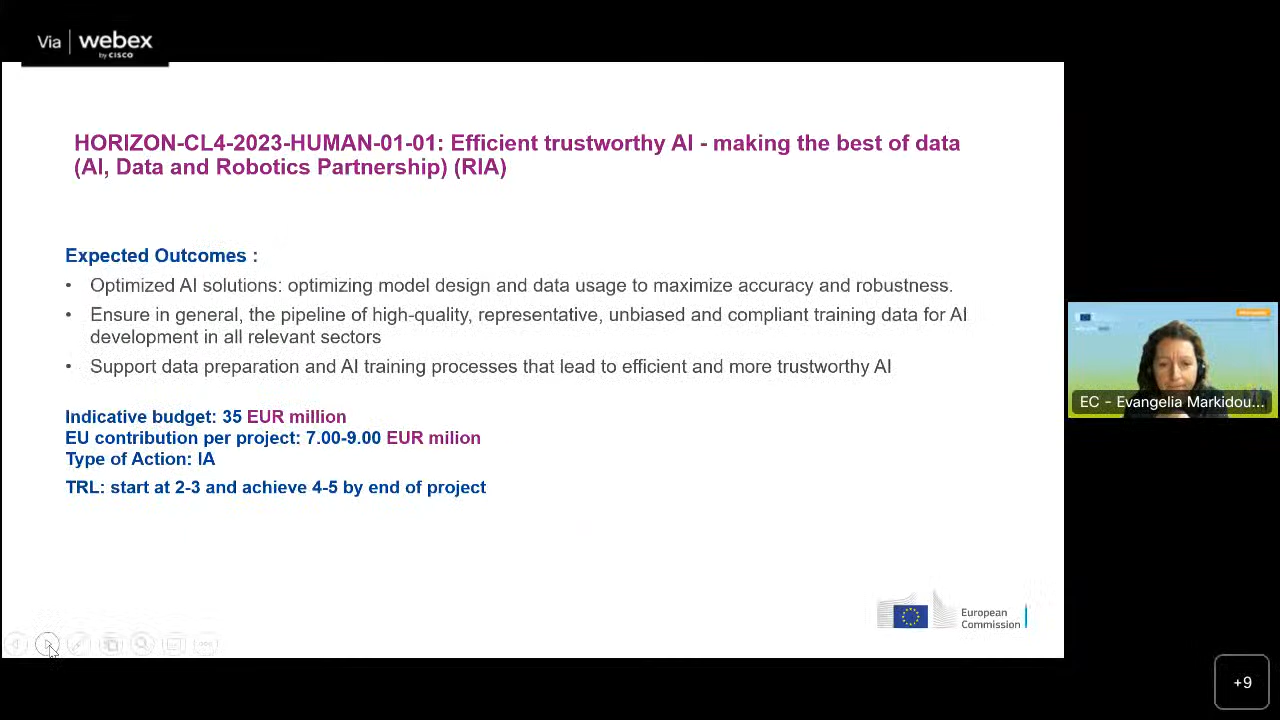 Via webex
by CISCO
HORIZON-CL4-2023-HUMAN-01-01: Efficient trustworthy AI - making the best of data
(AI, Data and Robotics Partnership) (RIA)
Expected Outcomes :
• Optimized AI solutions: optimizing model design and data usage to maximize accuracy and robustness.
• Ensure in general, the pipeline of high-quality, representative, unbiased and compliant training data for AI
development in all relevant sectors
• Support data preparation and AI training processes that lead to efficient and more trustworthy AI
Indicative budget: 35 EUR million
EU contribution per project: 7.00-9.00 EUR milion
Type of Action: IA
TRL: start at 2-3 and achieve 4-5 by end of project
European
Commission
EC - Evangelia Markidou...
+9